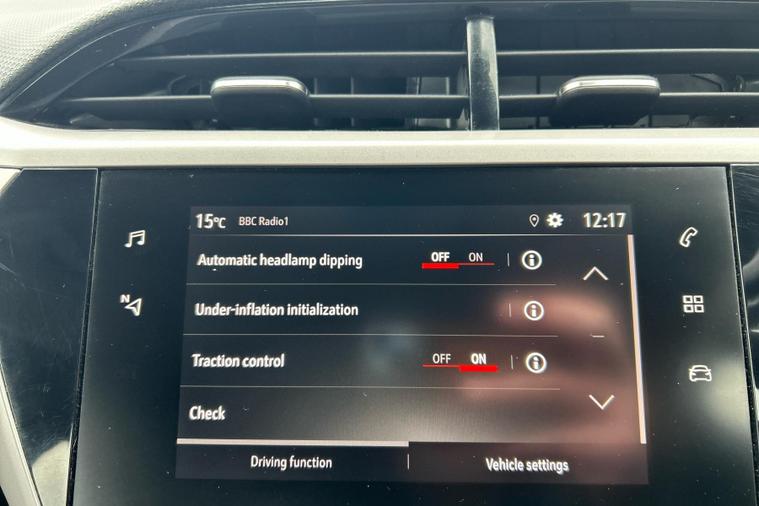 15°C BBC Radio1 12:17
Automatic headlamp dipping OFF ON
N
Under-inflation initialization
Traction control OFF ON
Check
Driving function Vehicle settings